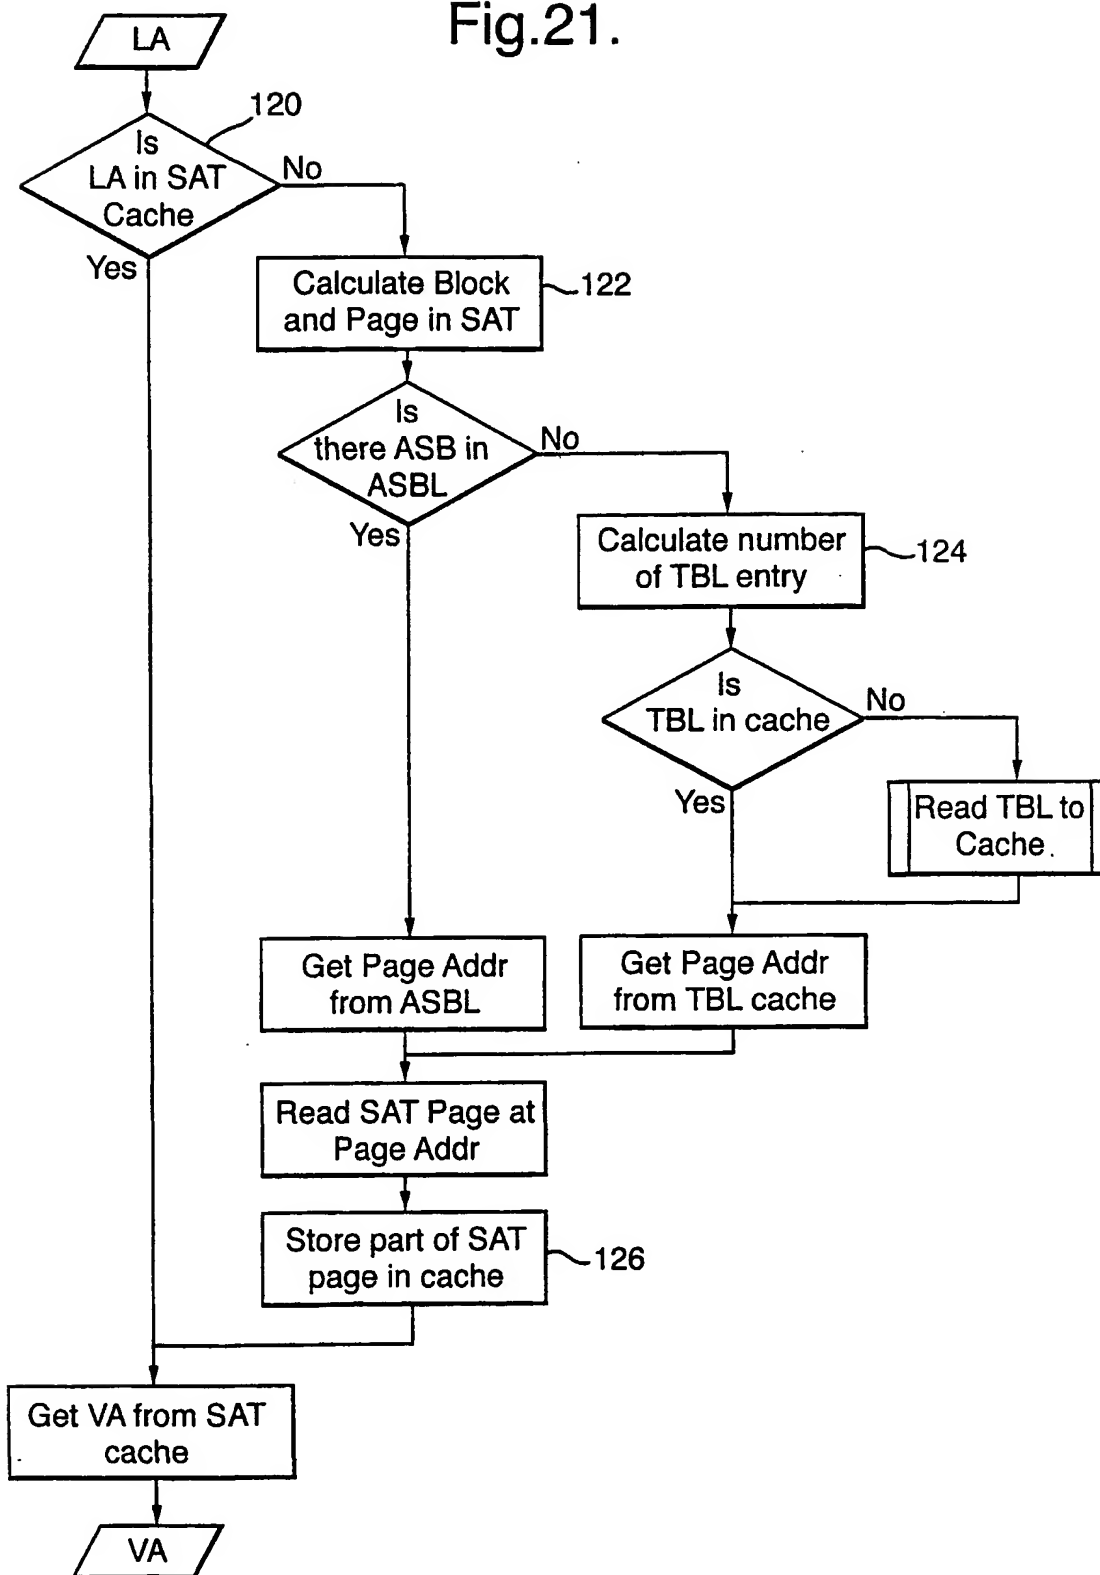 Fig.21.
LA
120
Is
LA in SAT
Cache
No
Yes
Calculate Block
and Page in SAT
122
Is
there ASB in
ASBL
No
Yes
Calculate number
of TBL entry
124
Is
TBL in cache
No
Yes
Read TBL to
Cache.
Get Page Addr
from ASBL
Get Page Addr
from TBL cache
Read SAT Page at
Page Addr
Store part of SAT
page in cache
126
Get VA from SAT
cache
VA